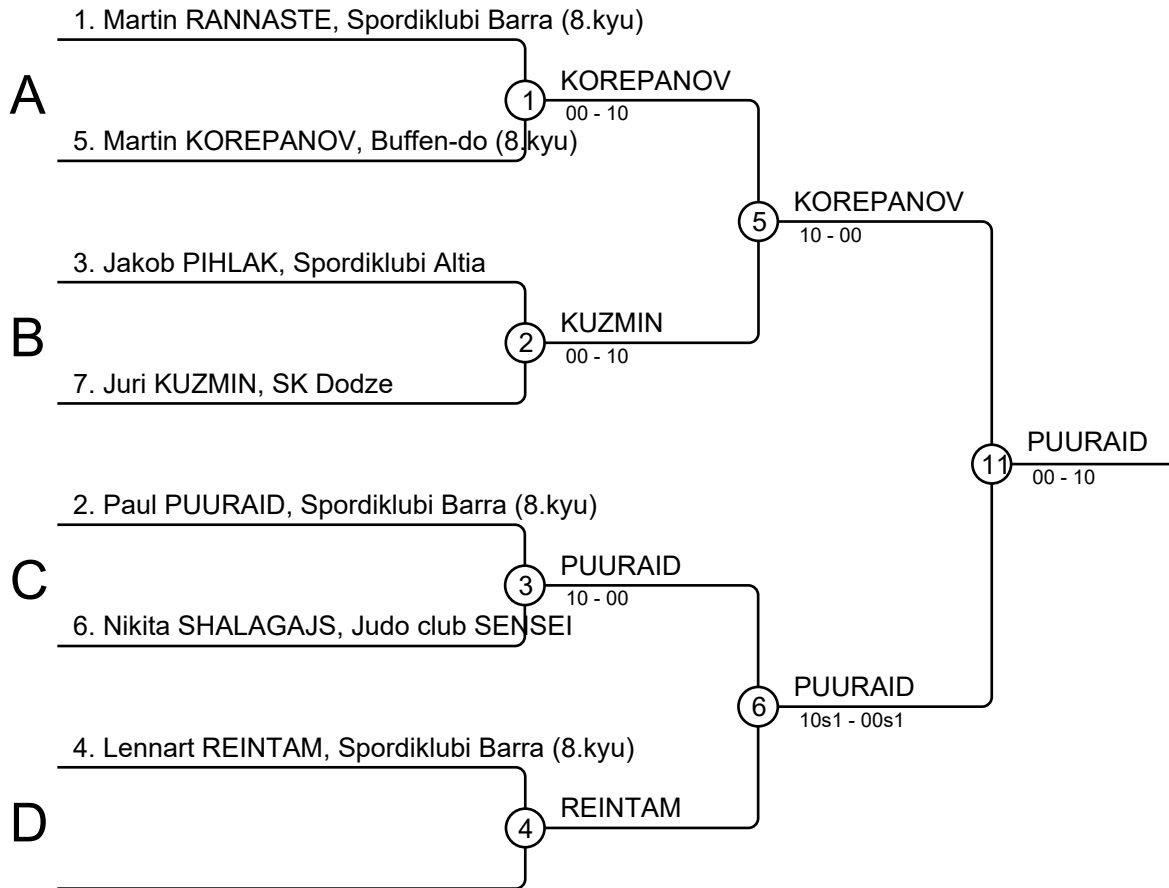 1. Martin RANNASTE, Spordiklubi Barra (8.kyu)
A
1
KOREPANOV
00 - 10
5. Martin KOREPANOV, Buffen-do (8.kyu)
5
KOREPANOV
10 - 00
3. Jakob PIHLAK, Spordiklubi Altia
B
2
KUZMIN
00 - 10
7. Juri KUZMIN, SK Dodze
11
PUURAID
00 - 10
2. Paul PUURAID, Spordiklubi Barra (8.kyu)
C
3
PUURAID
10 - 00
6. Nikita SHALAGAJS, Judo club SENSEI
6
PUURAID
10s1 - 00s1
4. Lennart REINTAM, Spordiklubi Barra (8.kyu)
D
4
REINTAM